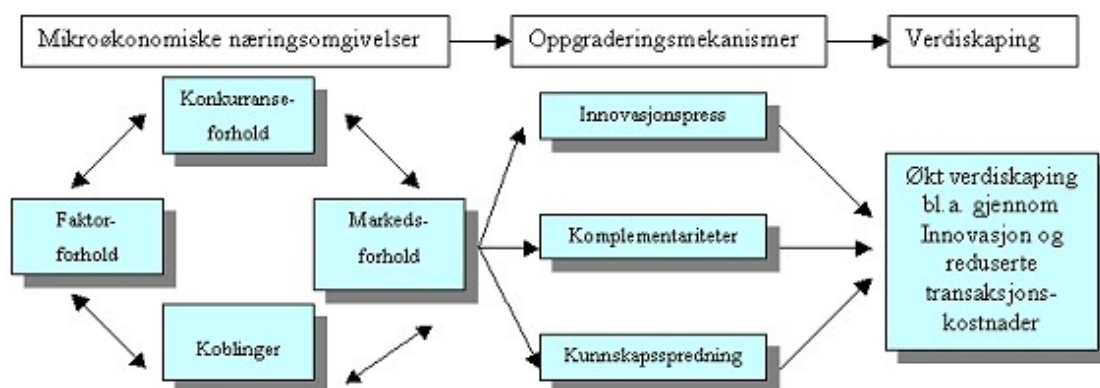 Mikroøkonomiske næringsomgivelser
Oppgraderingsmekanismer
Verdiskaping
Konkurranse-
forhold
Faktor-
forhold
Markeds-
forhold
Koblinger
Innovasjonspress
Komplementariteter
Kunnskapsspredning
Økt verdiskaping
bl.a. gjennom
Innovasjon og
reduserte
transaksjons-
kostnader